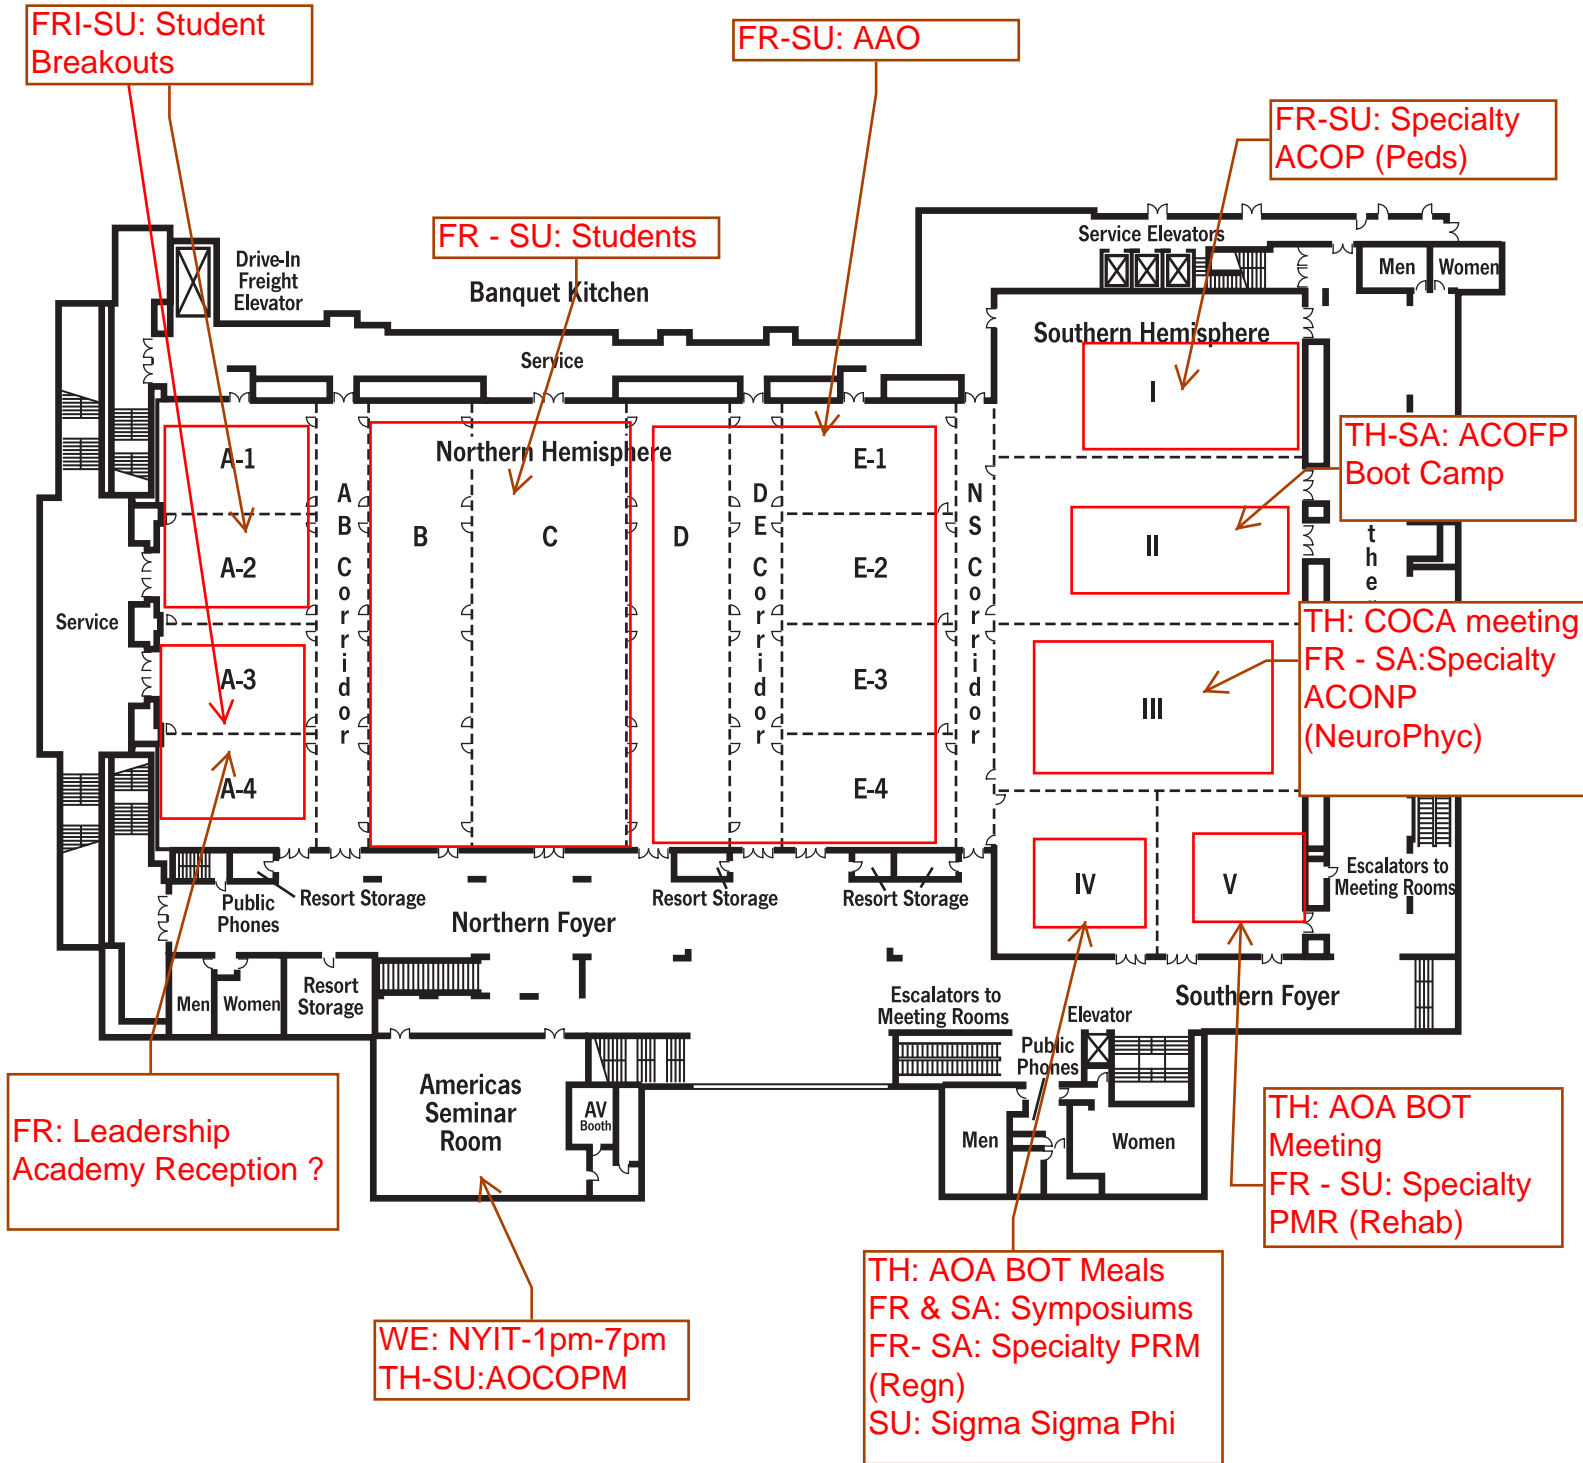 FRI-SU: Student
Breakouts
FR-SU: AAO
FR-SU: Specialty
ACOP (Peds)
FR - SU: Students
Drive-In
Freight
Elevator
Banquet Kitchen
Service Elevators
Men
Women
Southern Hemisphere
Service
I
TH-SA: ACOFP
Boot Camp
A-1
Northern Hemisphere
E-1
A B Corridor
D E Corridor
N S Corridor
B
C
D
A-2
E-2
II
the
Service
TH: COCA meeting
FR - SA:Specialty
ACONP
(NeuroPhyc)
A-3
E-3
III
A-4
E-4
IV
V
Escalators to
Meeting Rooms
Public
Phones
Resort Storage
Resort Storage
Resort Storage
Northern Foyer
Men
Women
Resort
Storage
Escalators to
Meeting Rooms
Elevator
Southern Foyer
Public
Phones
Americas
Seminar
Room
AV
Booth
Men
Women
FR: Leadership
Academy Reception ?
TH: AOA BOT
Meeting
FR - SU: Specialty
PMR (Rehab)
WE: NYIT-1pm-7pm
TH-SU:AOCOPM
TH: AOA BOT Meals
FR & SA: Symposiums
FR- SA: Specialty PRM
(Regn)
SU: Sigma Sigma Phi